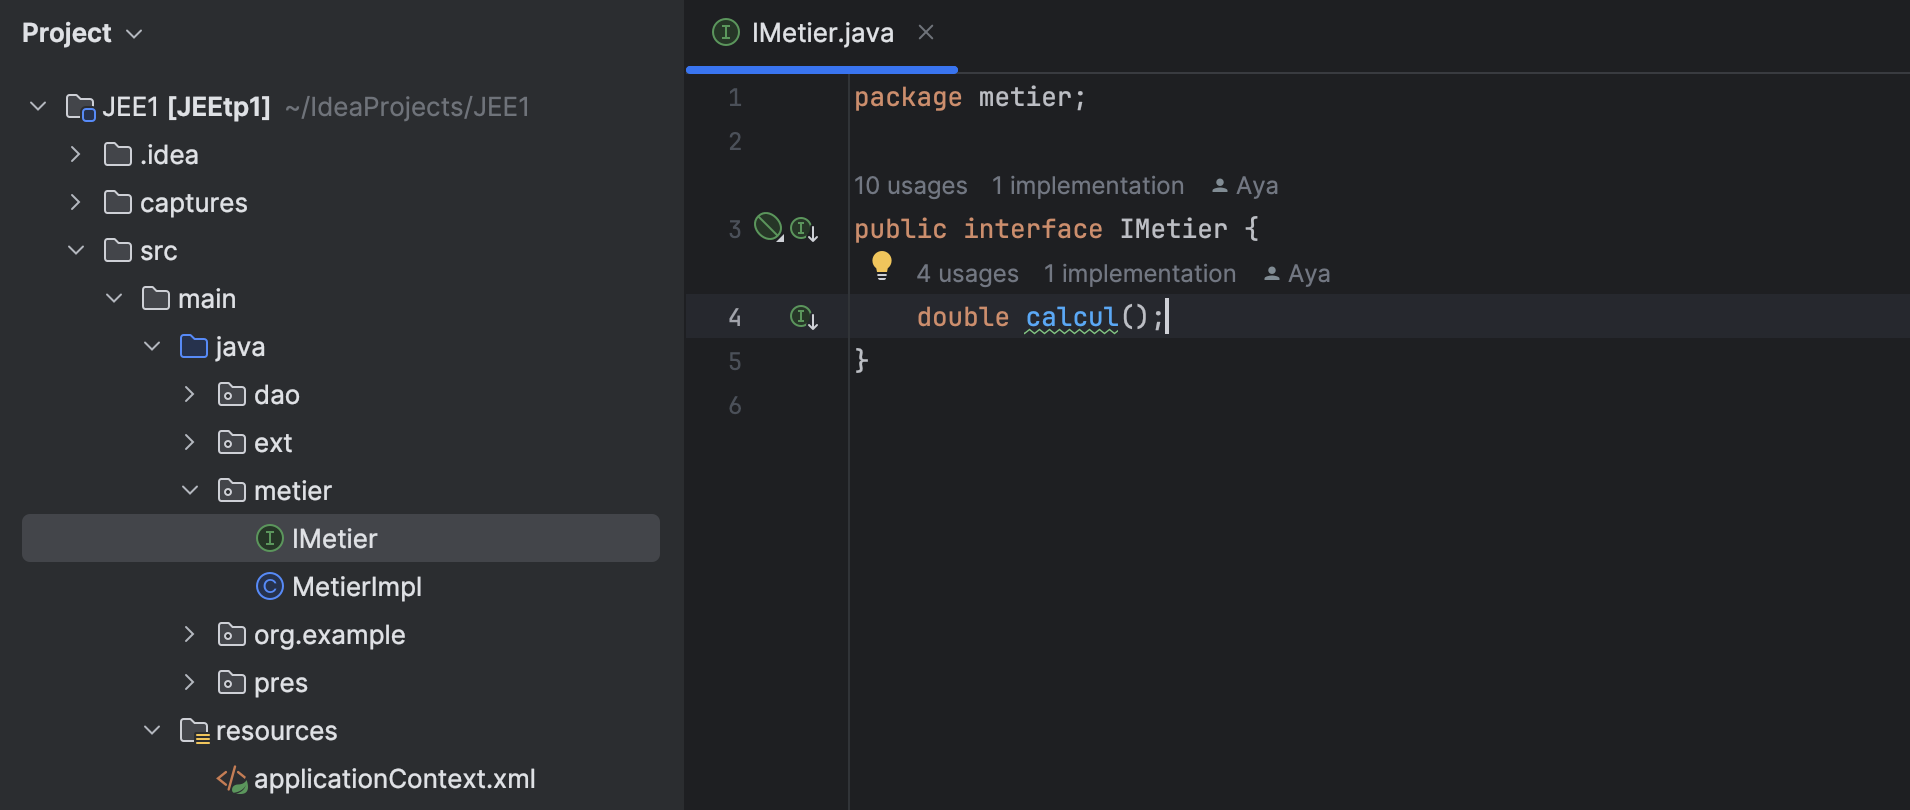 Project
JEE1 [JEEtp1] ~/IdeaProjects/JEE1
.idea
captures
src
main
java
dao
ext
metier
IMetier
MetierImpl
org.example
pres
resources
applicationContext.xml
IMetier.java
1 package metier;
2
10 usages 1 implementation Aya
3 public interface IMetier {
4 usages 1 implementation Aya
4 double calcul();
5 }
6